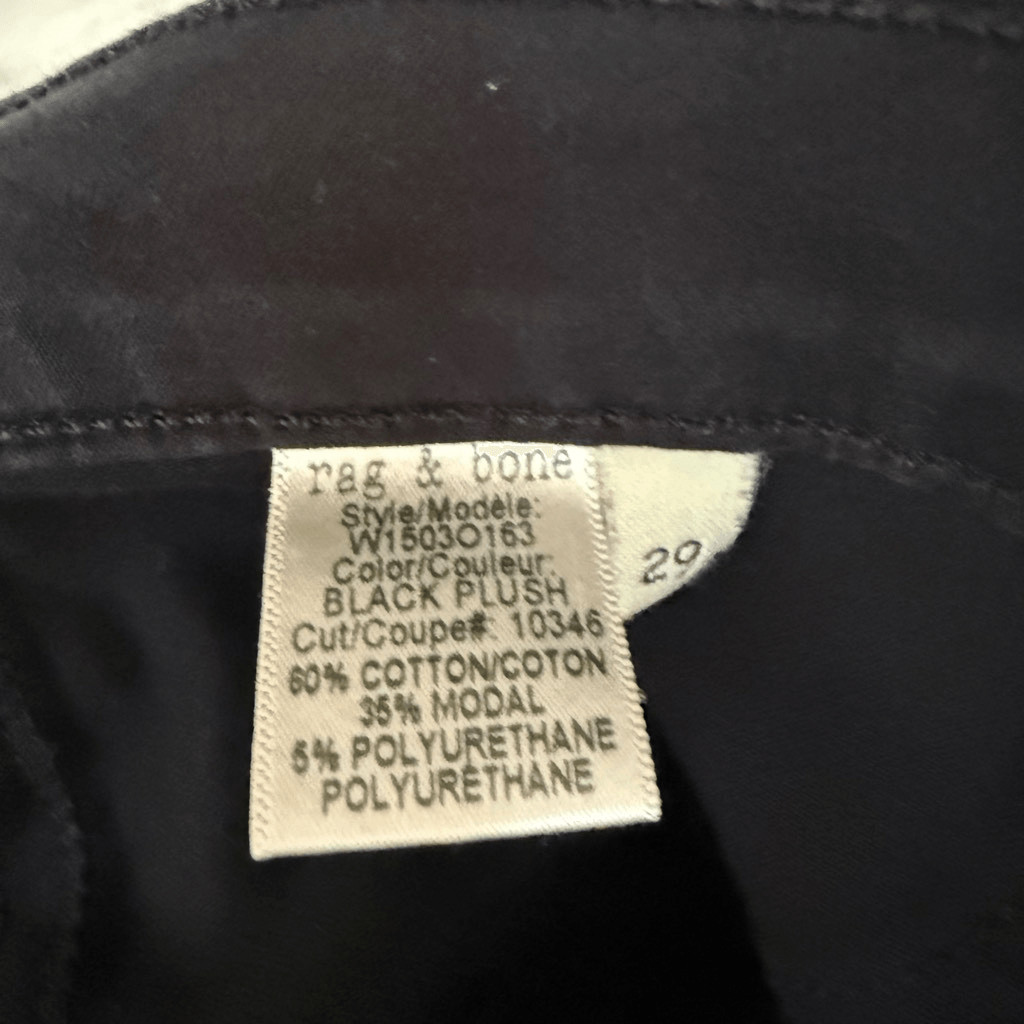 rag & bone
Style/Modèle:
W1503O163
Color/Couleur:
BLACK PLUSH
Cut/Coupe#: 10346
60% COTTON/COTON
35% MODAL
5% POLYURETHANE
POLYURÉTHANE
29